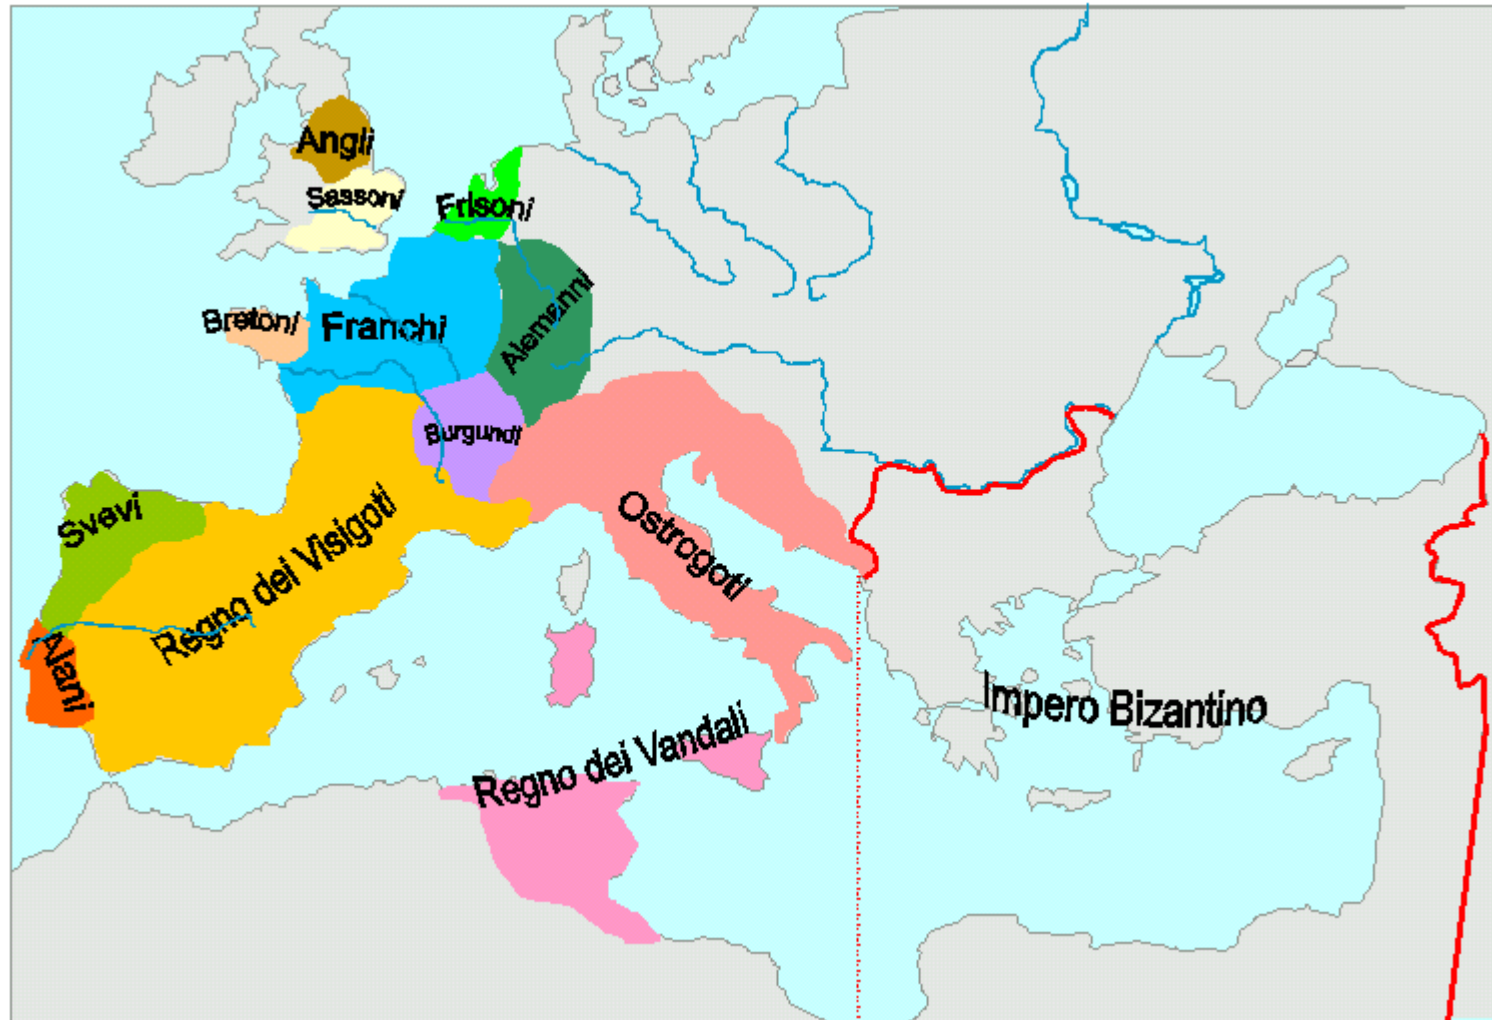 Angli
Sassoni
Frisoni
Bretoni
Franchi
Alemanni
Burgundi
Svevi
Regno dei Visigoti
Ostrogoti
Alani
Impero Bizantino
Regno dei Vandali